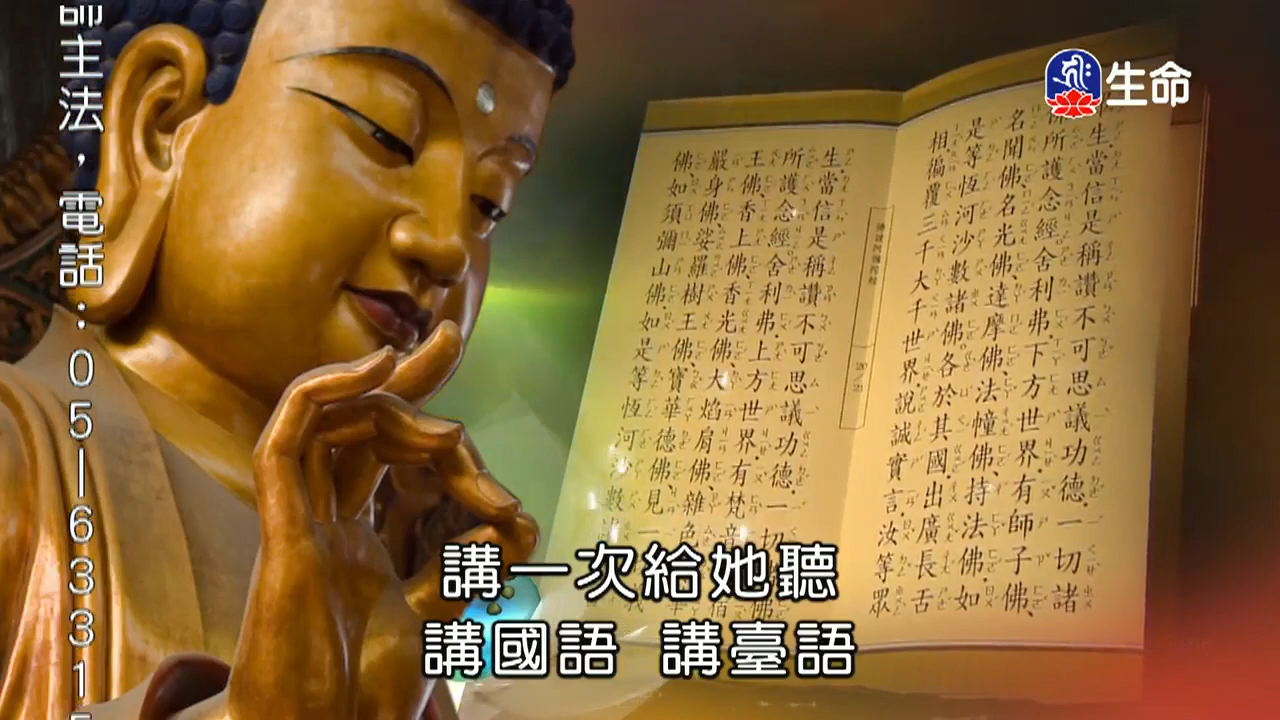 主法，電話:05-6331
生命
生當信是稱讚不可思議功德一切諸
佛所護念經舍利弗下方世界有師子佛
名聞佛名光佛達摩佛法幢佛持法佛如
是等恆河沙數諸佛各於其國出廣長舌
相徧覆三千大千世界說誠實言汝等眾
生當信是稱讚不可思議功德一切
所護念經舍利弗上方世界有梵音
王佛香上佛香光佛大焰肩佛雜色
嚴身佛娑羅樹王佛寶華德佛見一
佛如須彌山佛如是等恆河沙數
講一次給她聽
講國語 講臺語